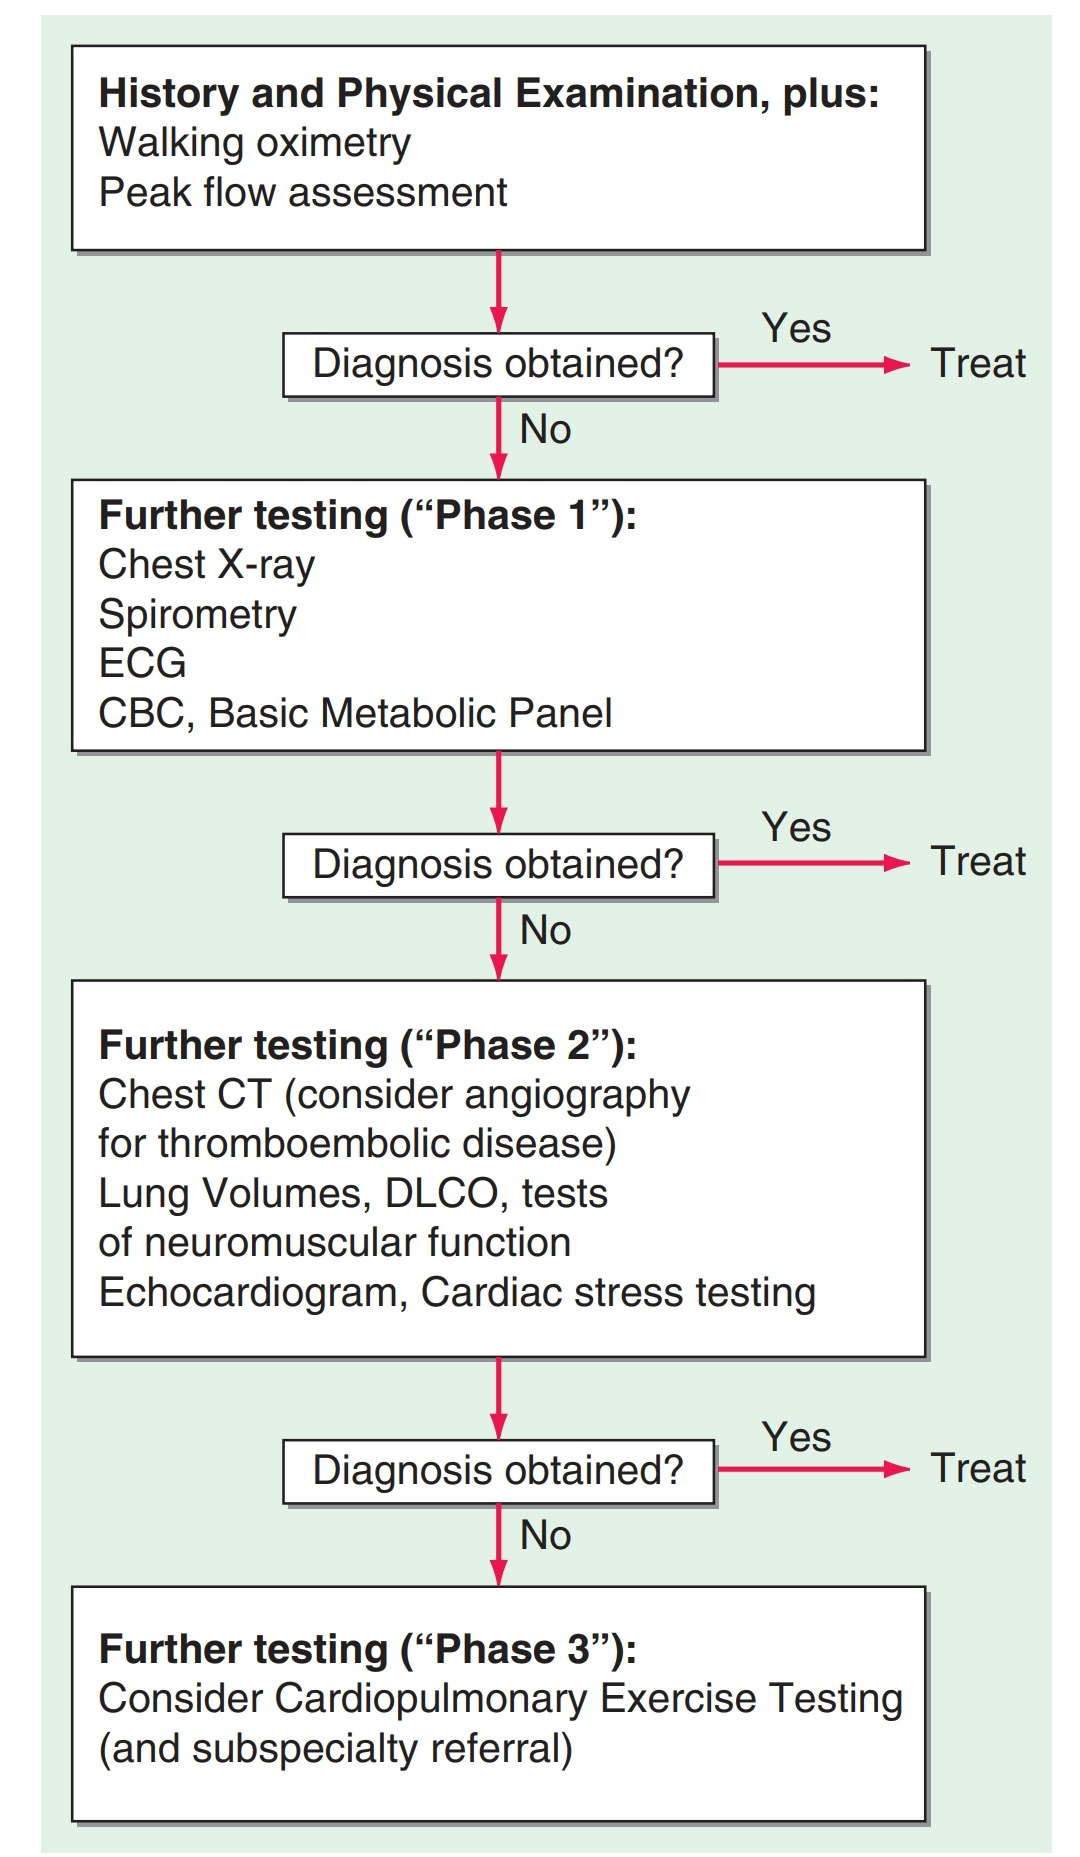 History and Physical Examination, plus:
Walking oximetry
Peak flow assessment
Diagnosis obtained?
Yes
Treat
No
Further testing (“Phase 1”):
Chest X-ray
Spirometry
ECG
CBC, Basic Metabolic Panel
Diagnosis obtained?
Yes
Treat
No
Further testing (“Phase 2”):
Chest CT (consider angiography
for thromboembolic disease)
Lung Volumes, DLCO, tests
of neuromuscular function
Echocardiogram, Cardiac stress testing
Diagnosis obtained?
Yes
Treat
No
Further testing (“Phase 3”):
Consider Cardiopulmonary Exercise Testing
(and subspecialty referral)